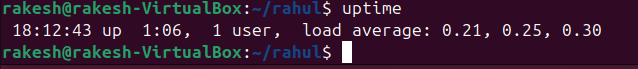 rakesh@rakesh-VirtualBox:~/rahul$ uptime
 18:12:43 up  1:06,  1 user,  load average: 0.21, 0.25, 0.30
rakesh@rakesh-VirtualBox:~/rahul$